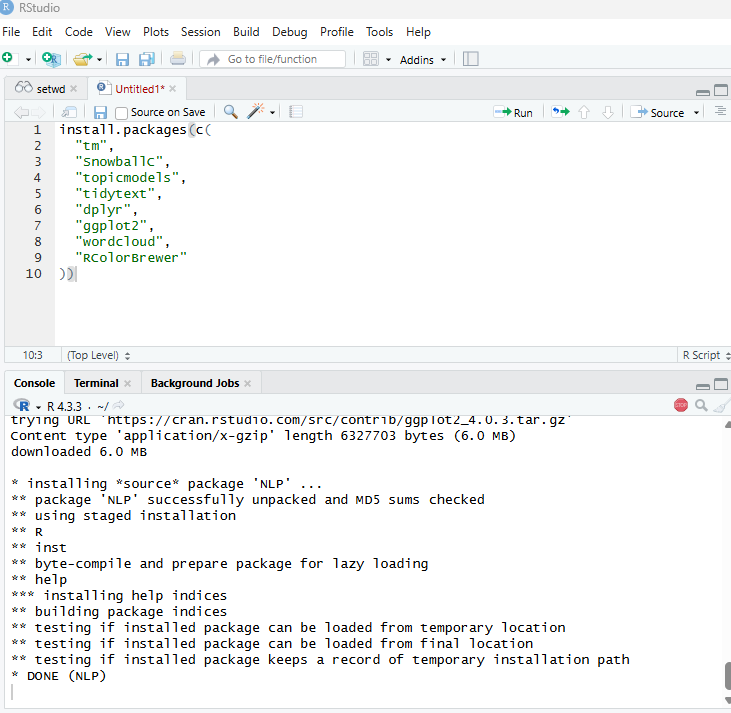 RStudio
File Edit Code View Plots Session Build Debug Profile Tools Help
Go to file/function Addins
setwd Untitled1*
Source on Save Run Source
1 install.packages(c(
2 "tm",
3 "SnowballC",
4 "topicmodels",
5 "tidytext",
6 "dplyr",
7 "ggplot2",
8 "wordcloud",
9 "RColorBrewer"
10 ))
10:3 (Top Level) R Script
Console Terminal Background Jobs
R 4.3.3 · ~/
trying URL 'https://cran.rstudio.com/src/contrib/ggplot2_4.0.3.tar.gz'
Content type 'application/x-gzip' length 6327703 bytes (6.0 MB)
downloaded 6.0 MB
* installing *source* package 'NLP' ...
** package 'NLP' successfully unpacked and MD5 sums checked
** using staged installation
** R
** inst
** byte-compile and prepare package for lazy loading
** help
*** installing help indices
** building package indices
** testing if installed package can be loaded from temporary location
** testing if installed package can be loaded from final location
** testing if installed package keeps a record of temporary installation path
* DONE (NLP)